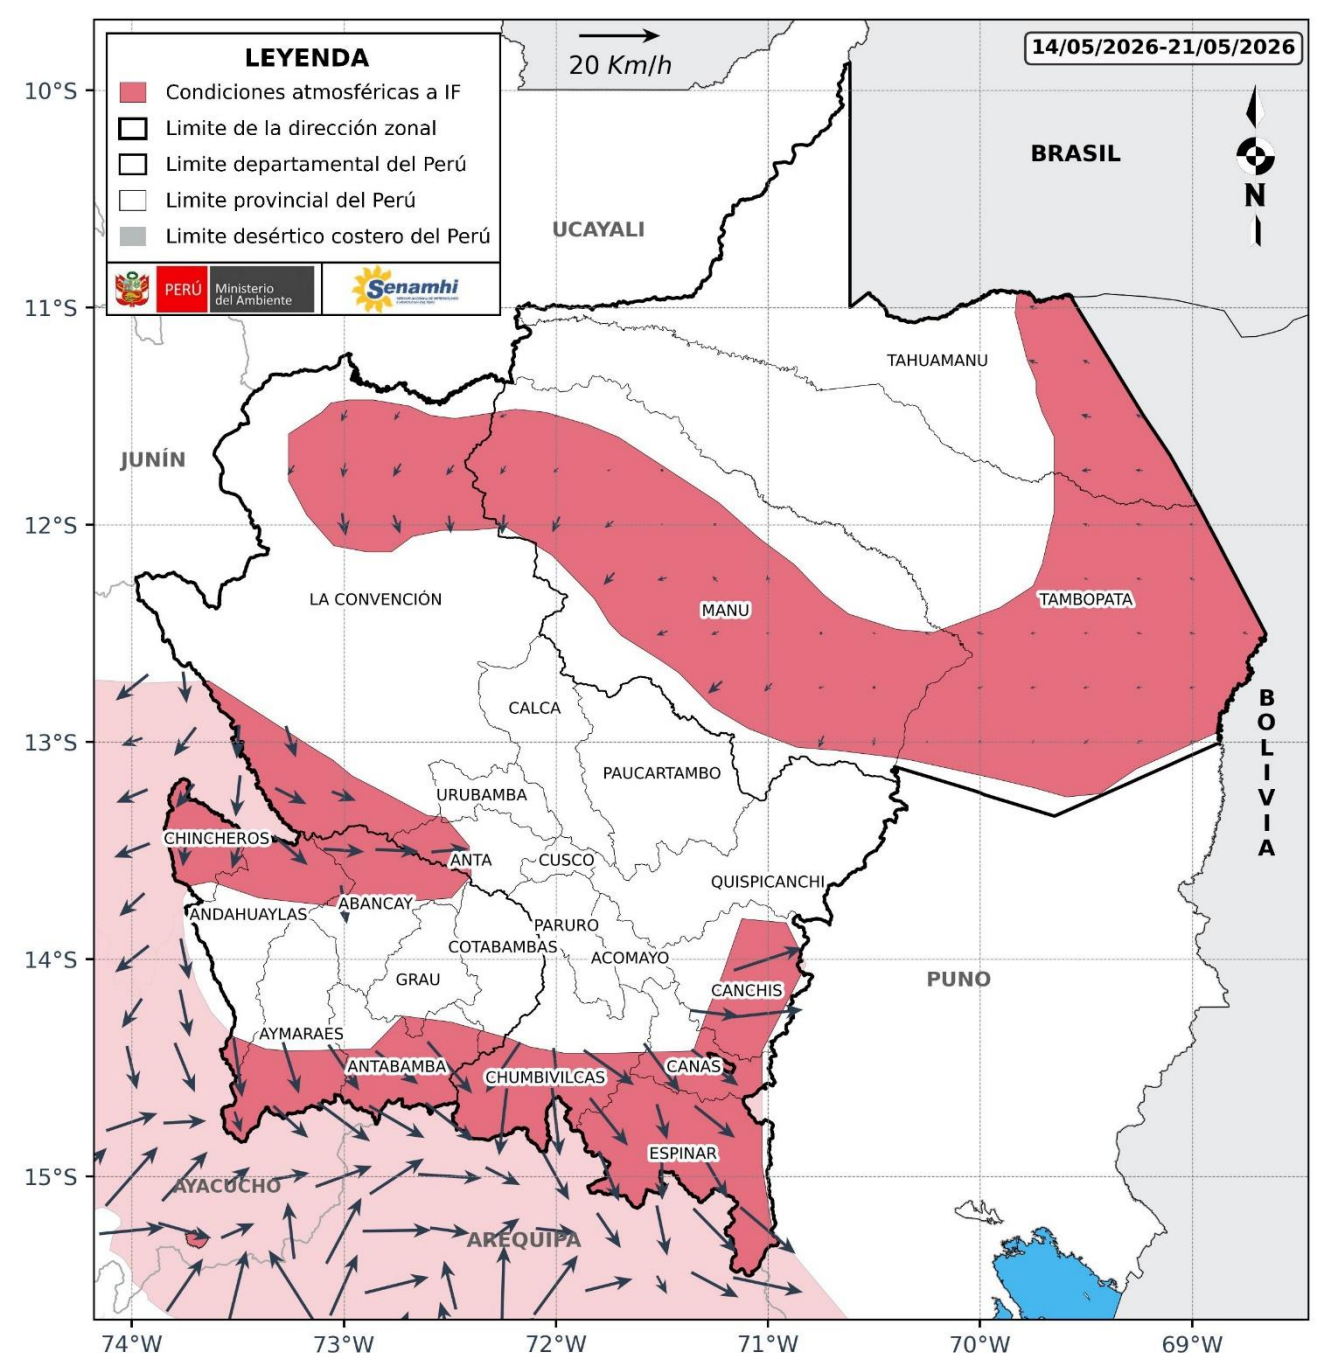 LEYENDA
Condiciones atmosféricas a IF
Limite de la dirección zonal
Limite departamental del Perú
Limite provincial del Perú
Limite desértico costero del Perú
PERÚ
Ministerio
del Ambiente
Senamhi
20 Km/h
14/05/2026-21/05/2026
N
BRASIL
UCAYALI
TAHUAMANU
JUNÍN
LA CONVENCIÓN
MANU
TAMBOPATA
BOLIVIA
CALCA
PAUCARTAMBO
URUBAMBA
CHINCHEROS
ANTA
CUSCO
QUISPICANCHI
ANDAHUAYLAS
ABANCAY
PARURO
COTABAMBAS
ACOMAYO
GRAU
CANCHIS
PUNO
AYMARAES
ANTABAMBA
CHUMBIVILCAS
CANAS
ESPINAR
AYACUCHO
AREQUIPA
10°S
11°S
12°S
13°S
14°S
15°S
74°W
73°W
72°W
71°W
70°W
69°W